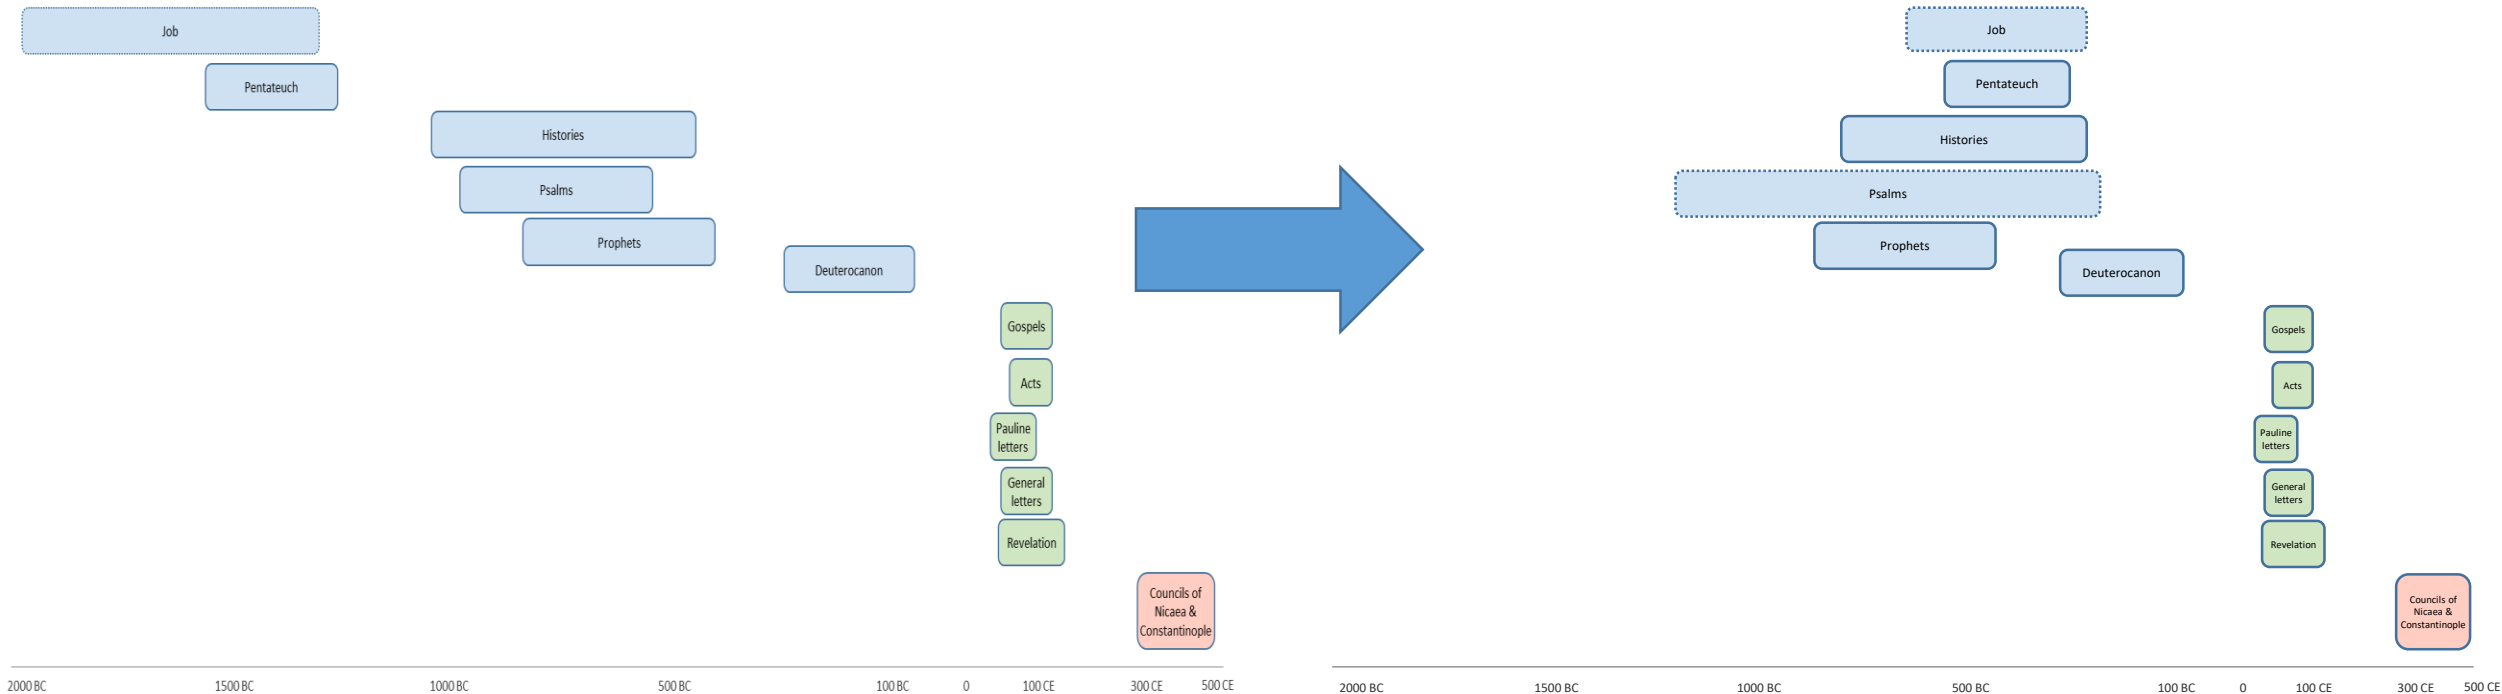 Job
Pentateuch
Histories
Psalms
Prophets
Deuterocanon
Gospels
Acts
Pauline
letters
General
letters
Revelation
Councils of
Nicaea &
Constantinople
2000 BC 1500 BC 1000 BC 500 BC 100 BC 0 100 CE 300 CE 500 CE
Job
Pentateuch
Histories
Psalms
Prophets
Deuterocanon
Gospels
Acts
Pauline
letters
General
letters
Revelation
Councils of
Nicaea &
Constantinople
2000 BC 1500 BC 1000 BC 500 BC 100 BC 0 100 CE 300 CE 500 CE